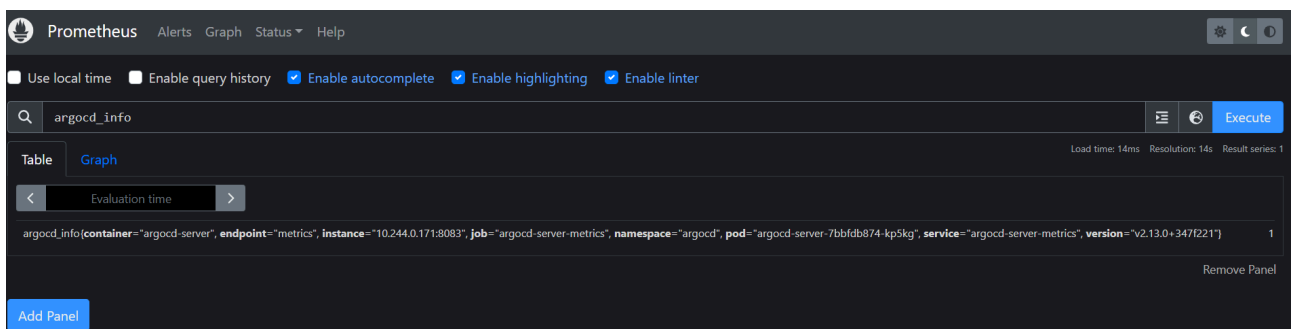 Prometheus Alerts Graph Status Help
Use local time Enable query history Enable autocomplete Enable highlighting Enable linter
argocd_info Execute
Table Graph Load time: 14ms Resolution: 14s Result series: 1
Evaluation time
argocd_info{container="argocd-server", endpoint="metrics", instance="10.244.0.171:8083", job="argocd-server-metrics", namespace="argocd", pod="argocd-server-7bbfdb874-kp5kg", service="argocd-server-metrics", version="v2.13.0+347f221"} 1
Remove Panel
Add Panel